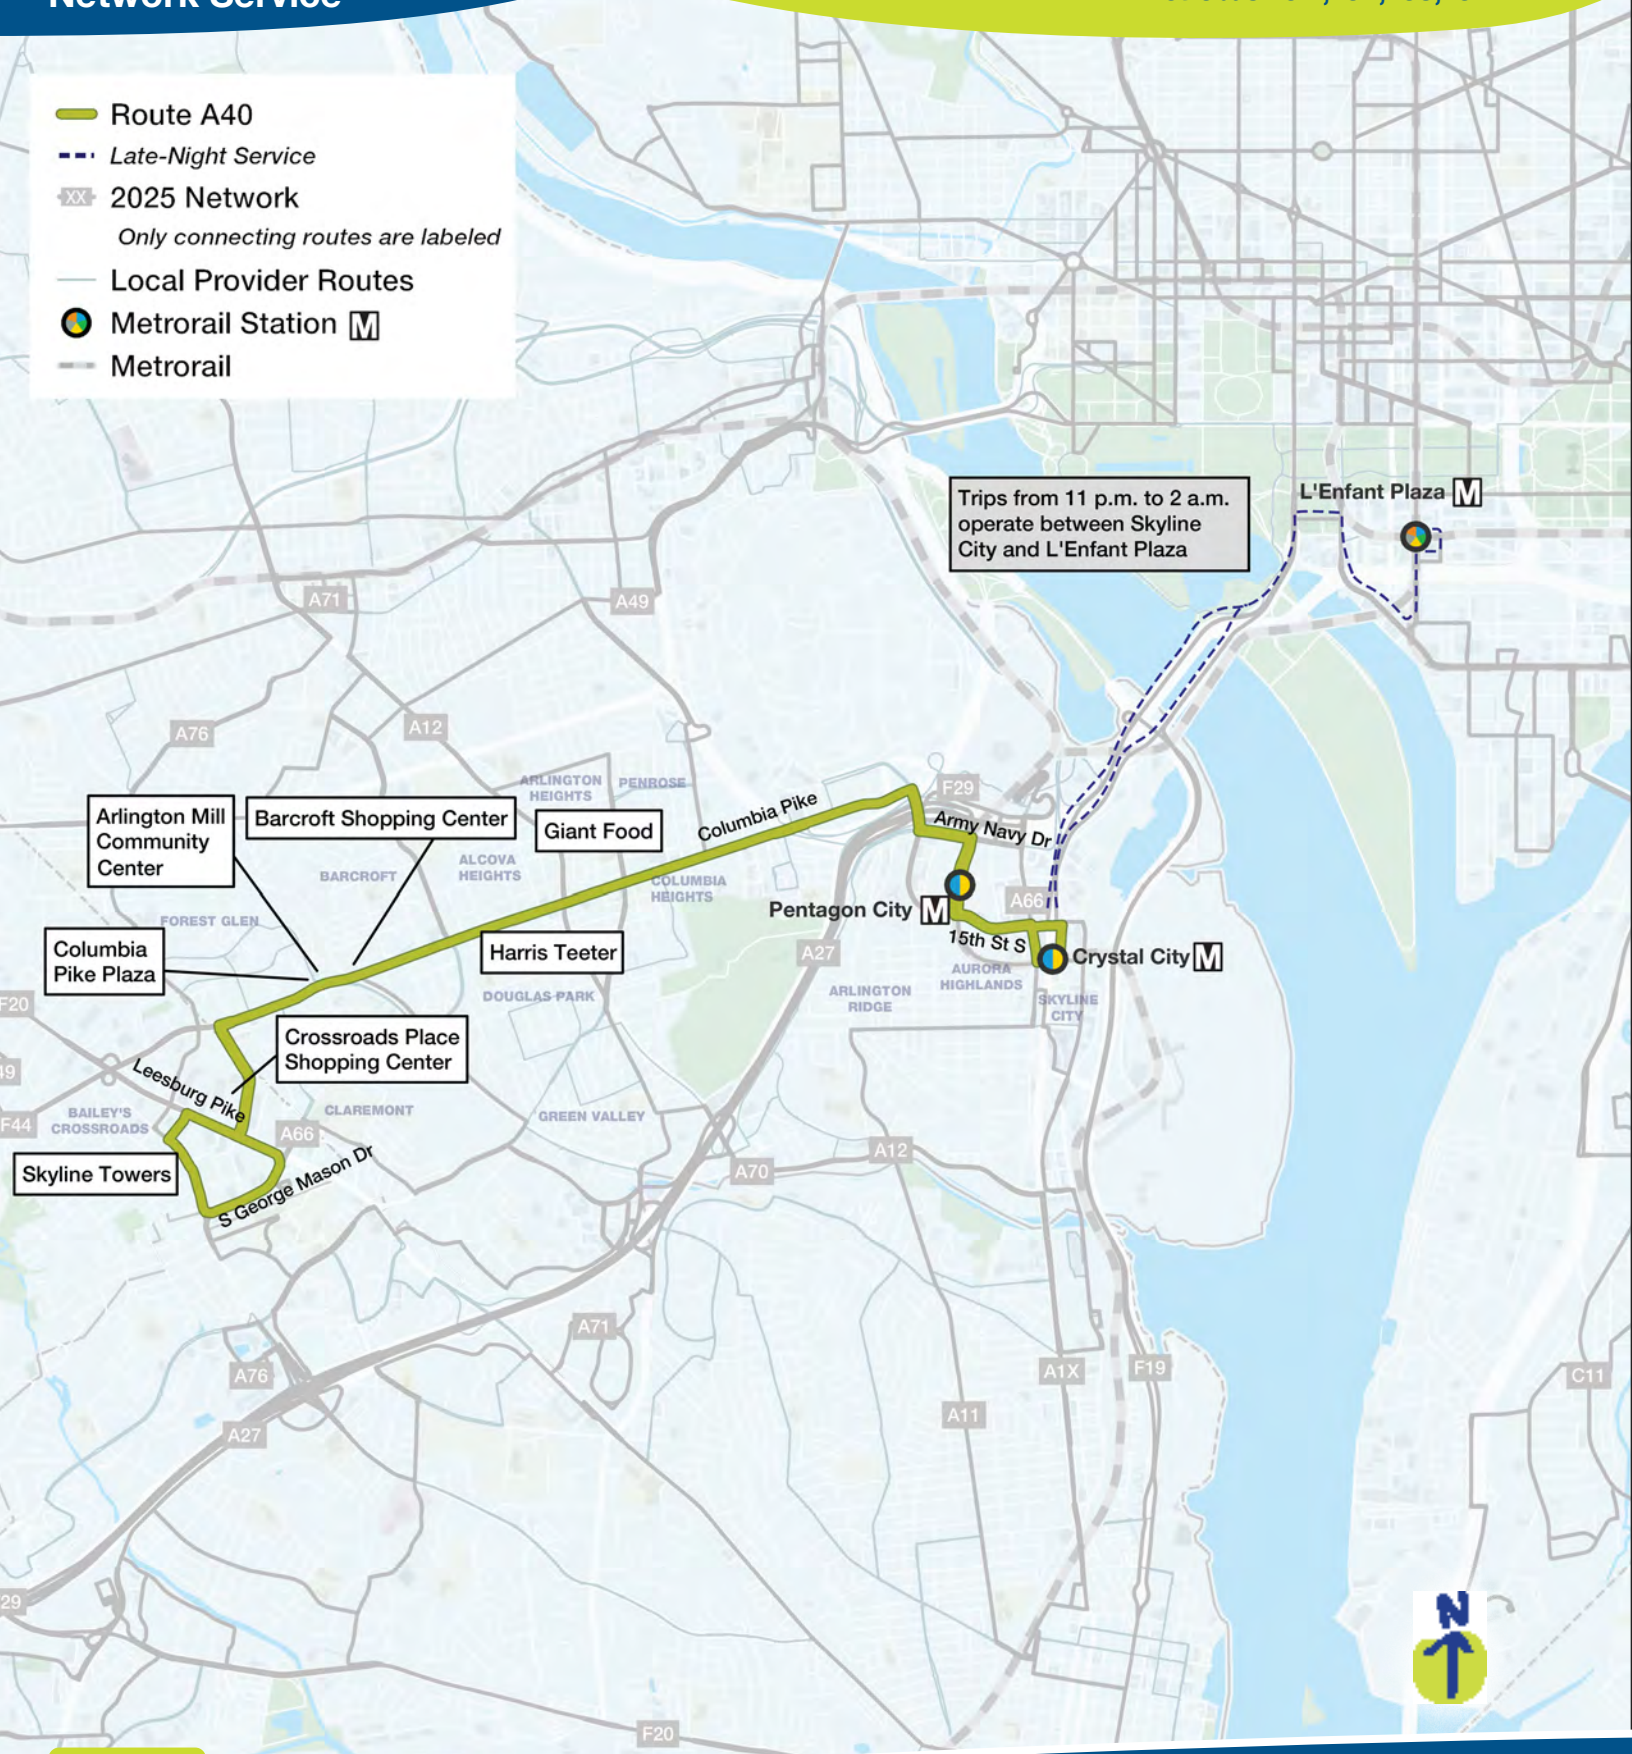 Network Service
Route A40
Late-Night Service
XX 2025 Network
Only connecting routes are labeled
Local Provider Routes
Metrorail Station M
Metrorail
Trips from 11 p.m. to 2 a.m.
operate between Skyline
City and L'Enfant Plaza
L'Enfant Plaza M
A71
A49
A76
A12
ARLINGTON
HEIGHTS
PENROSE
F29
Arlington Mill
Community
Center
Barcroft Shopping Center
Giant Food
Columbia Pike
Army Navy Dr
BARCROFT
ALCOVA
HEIGHTS
COLUMBIA
HEIGHTS
Pentagon City M
A66
FOREST GLEN
Columbia
Pike Plaza
Harris Teeter
A27
15th St S
Crystal City M
AURORA
HIGHLANDS
DOUGLAS PARK
ARLINGTON
RIDGE
SKYLINE
CITY
F20
Crossroads Place
Shopping Center
49
Leesburg Pike
F44
BAILEY'S
CROSSROADS
CLAREMONT
GREEN VALLEY
A66
Skyline Towers
S George Mason Dr
A70
A12
A71
A76
A1X
F19
C11
A11
A27
29
N
F20